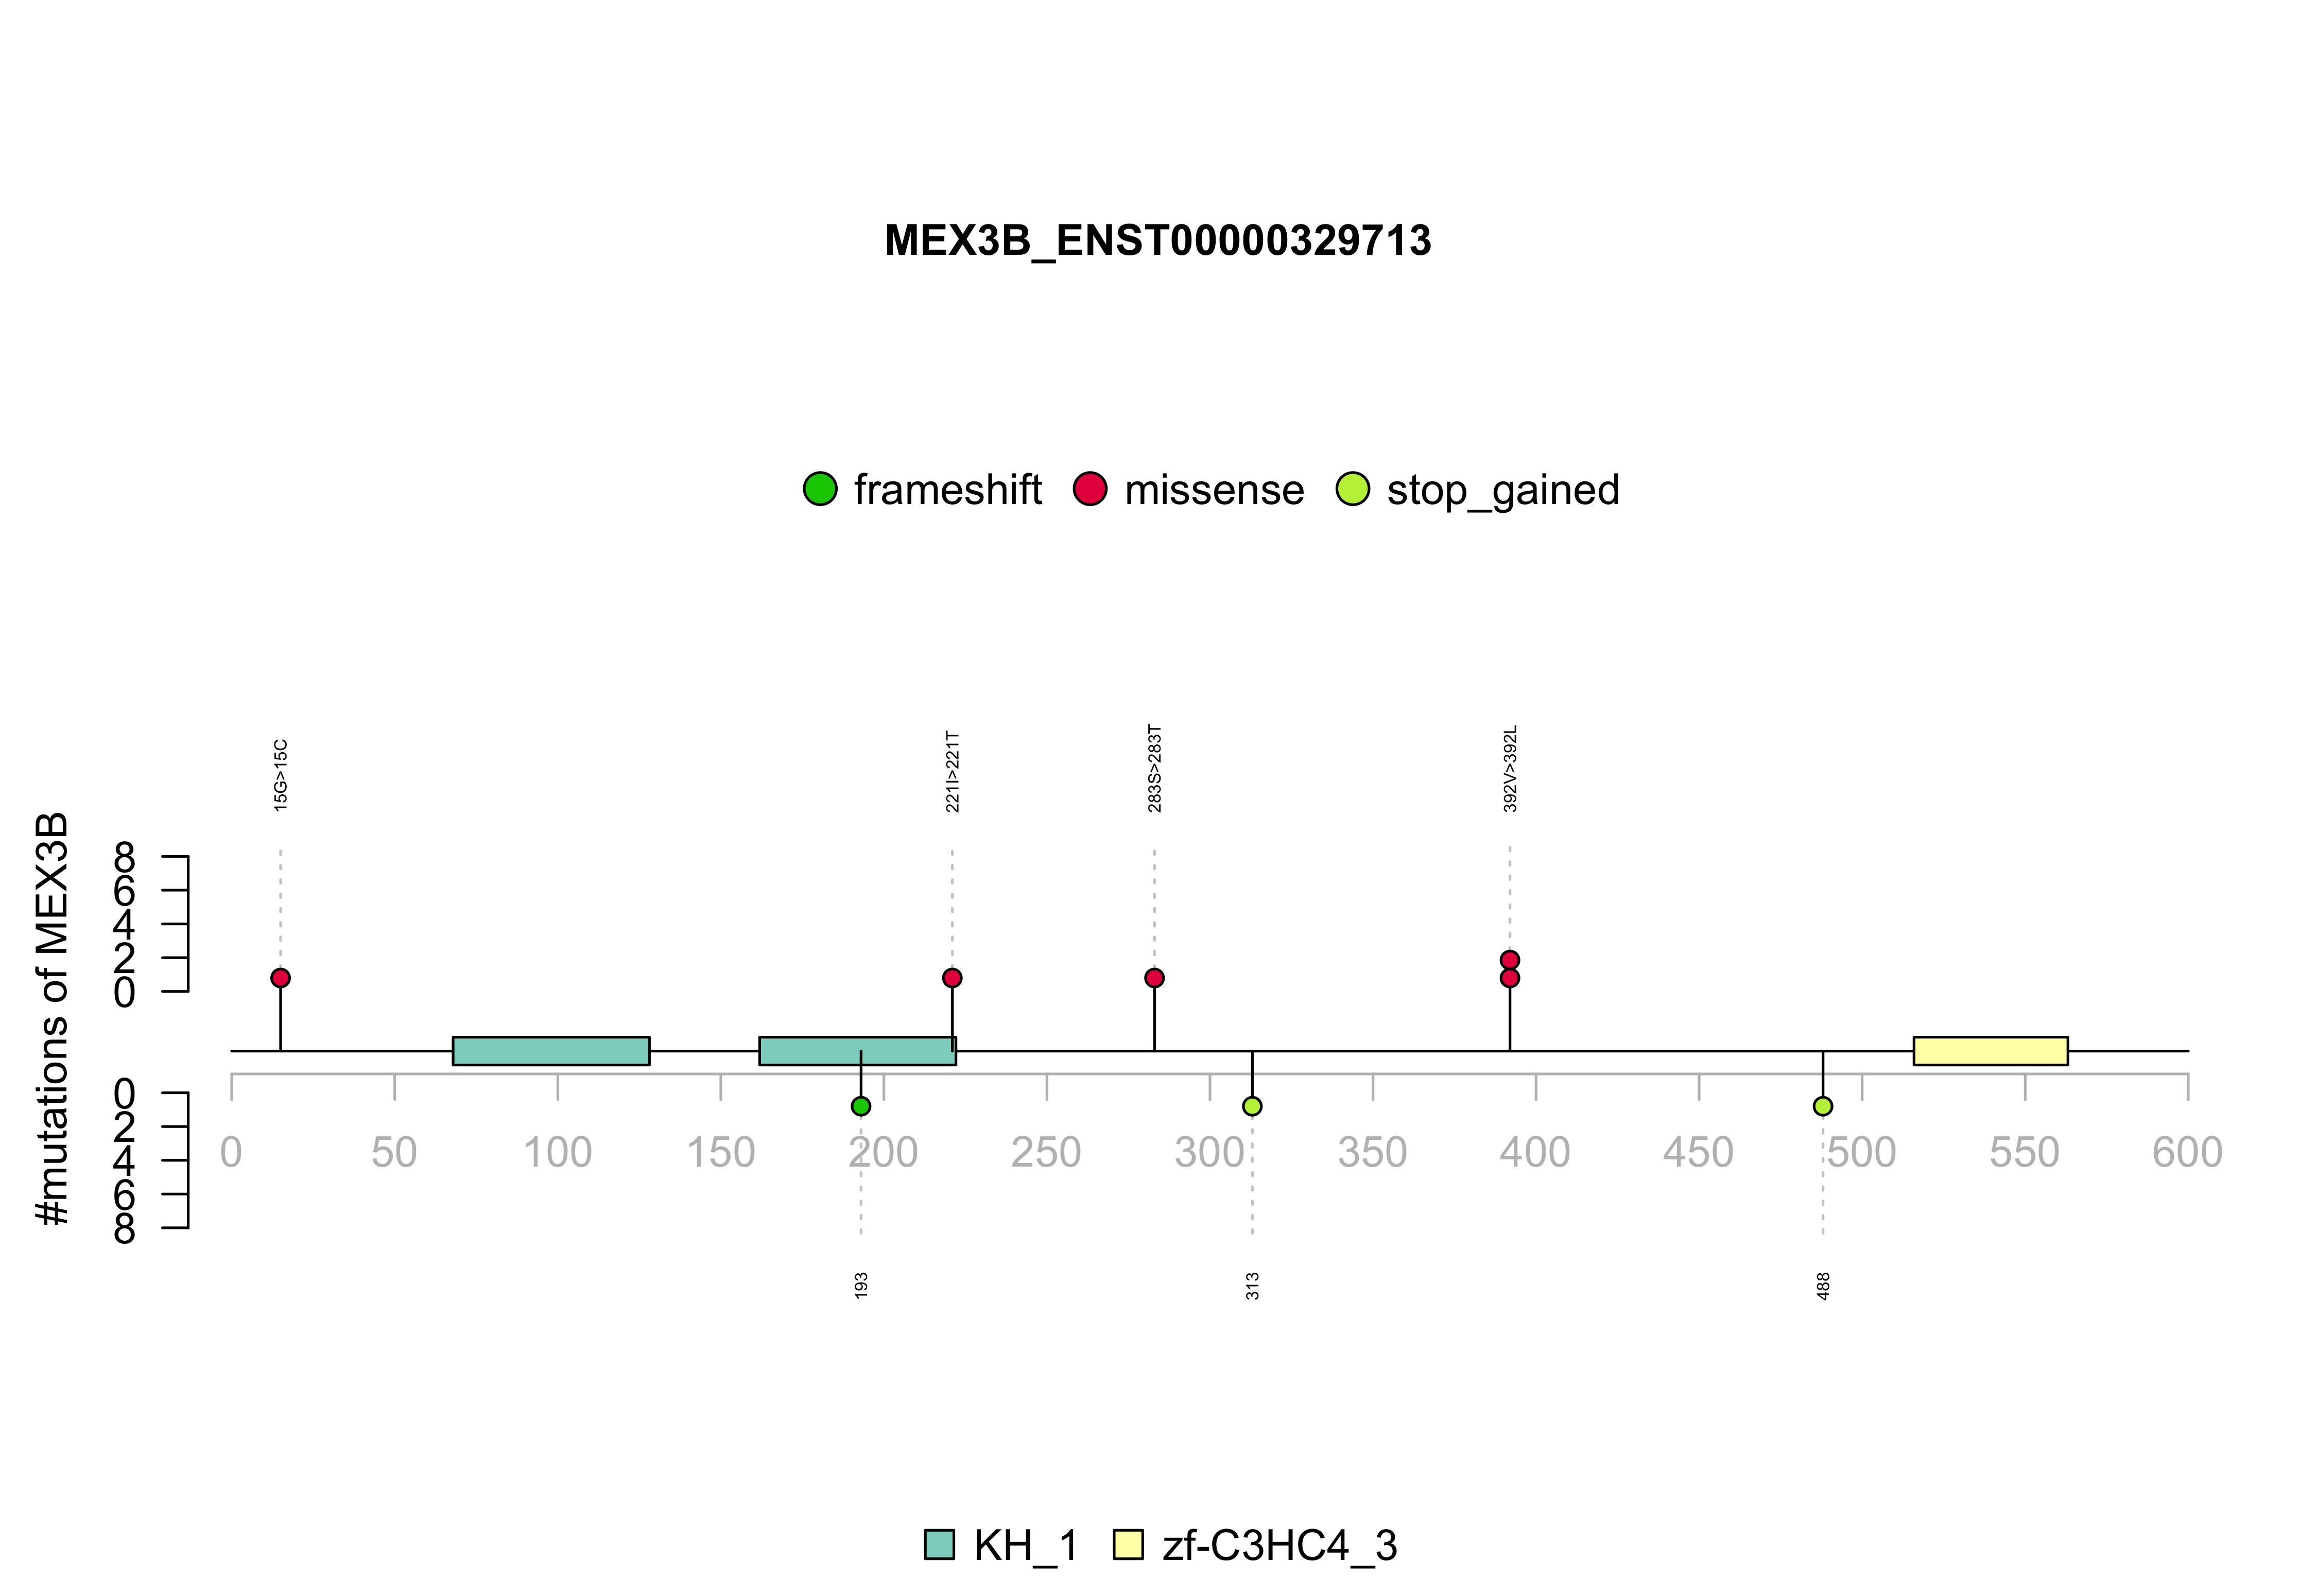 MEX3B_ENST00000329713
frameshift missense stop_gained
15G>15C 221I>221T 283S>283T 392V>392L
#mutations of MEX3B
8
6
4
2
0
0
2
4
6
8
0 50 100 150 200 250 300 350 400 450 500 550 600
193 313 488
KH_1 zf-C3HC4_3